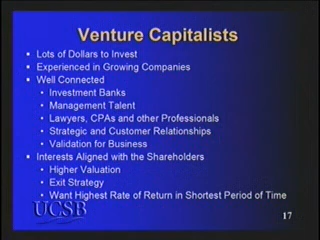 Venture Capitalists
Lots of Dollars to Invest
Experienced in Growing Companies
Well Connected
Investment Banks
Management Talent
Lawyers, CPAs and other Professionals
Strategic and Customer Relationships
Validation for Business
Interests Aligned with the Shareholders
Higher Valuation
Exit Strategy
Want Highest Rate of Return in Shortest Period of Time
UCSB
17